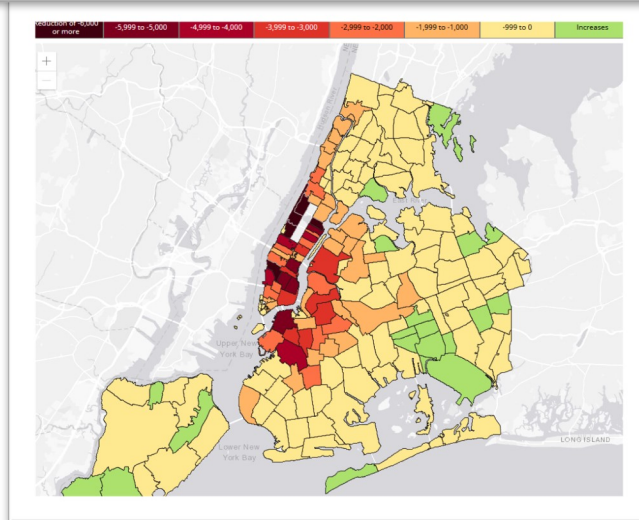 Reduction of -6,000
or more
-5,999 to -5,000
-4,999 to -4,000
-3,999 to -3,000
-2,999 to -2,000
-1,999 to -1,000
-999 to 0
Increases
+
−
Upper New
York Bay
Lower New
York Bay
LONG ISLAND